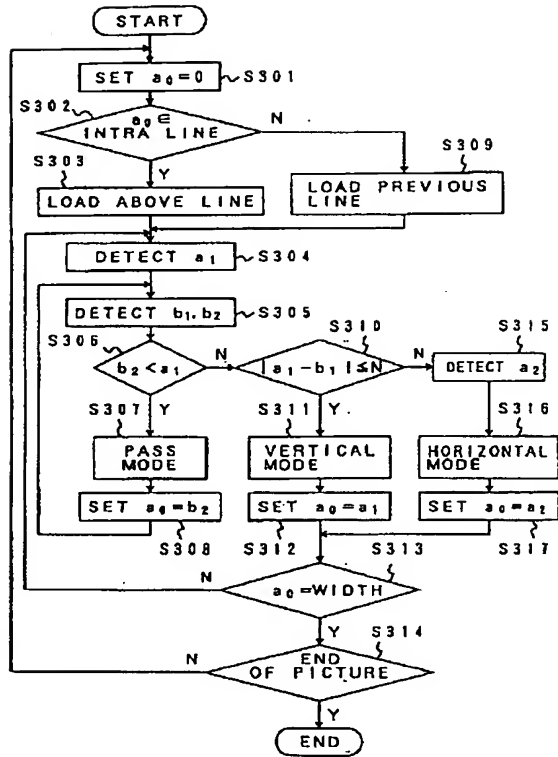 START
SET a₀=0
S301
S302
a₀∈
INTRA LINE
N
Y
S303
S309
LOAD ABOVE LINE
LOAD PREVIOUS
LINE
DETECT a₁
S304
DETECT b₁,b₂
S305
S306
b₂<a₁
N
Y
S310
|a₁-b₁|≤N
N
Y
S315
DETECT a₂
S307
PASS
MODE
S311
VERTICAL
MODE
S316
HORIZONTAL
MODE
SET a₀=b₂
S308
SET a₀=a₁
S312
SET a₀=a₂
S317
S313
a₀=WIDTH
N
Y
S314
END
OF PICTURE
N
Y
END